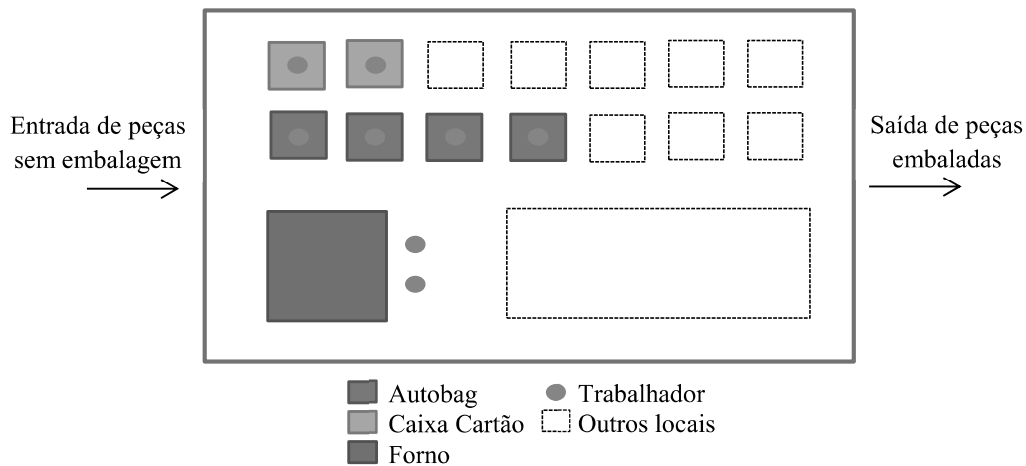 Entrada de peças
sem embalagem
Saída de peças
embaladas
Autobag
Trabalhador
Caixa Cartão
Outros locais
Forno